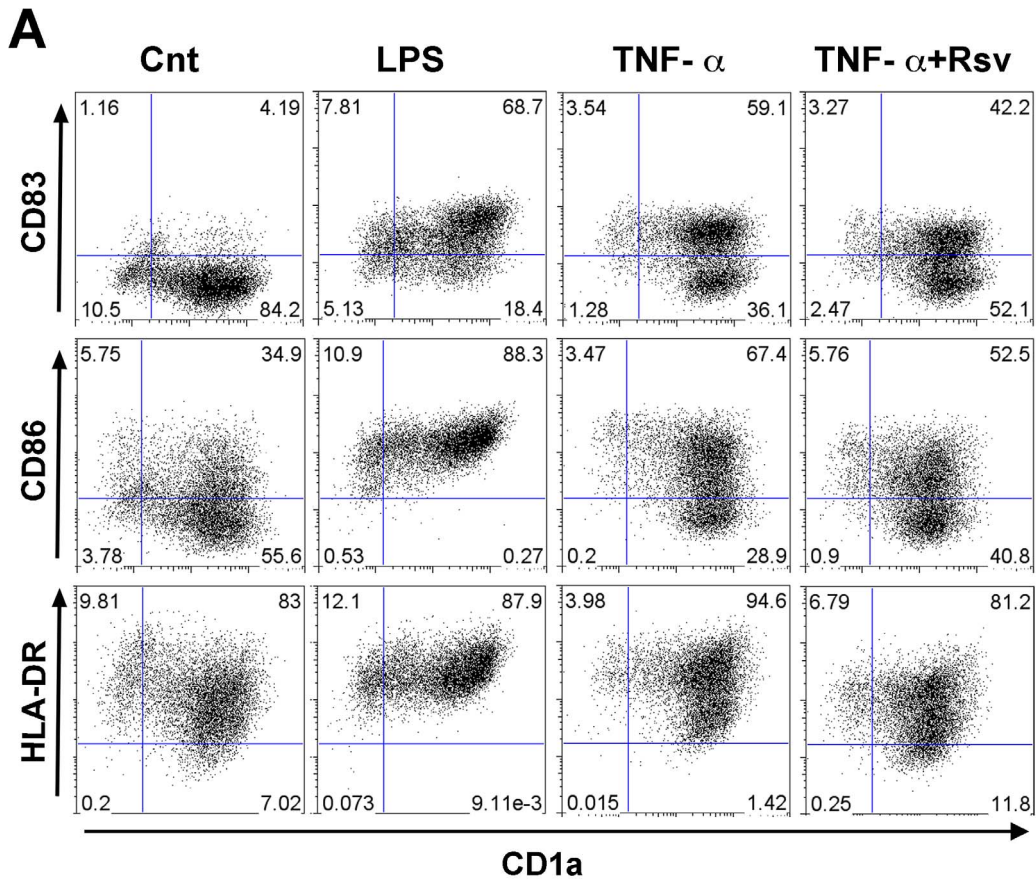 A
Cnt LPS TNF- α TNF- α+Rsv
CD83
1.16 4.19 7.81 68.7 3.54 59.1 3.27 42.2
10.5 84.2 5.13 18.4 1.28 36.1 2.47 52.1
CD86
5.75 34.9 10.9 88.3 3.47 67.4 5.76 52.5
3.78 55.6 0.53 0.27 0.2 28.9 0.9 40.8
HLA-DR
9.81 83 12.1 87.9 3.98 94.6 6.79 81.2
0.2 7.02 0.073 9.11e-3 0.015 1.42 0.25 11.8
CD1a